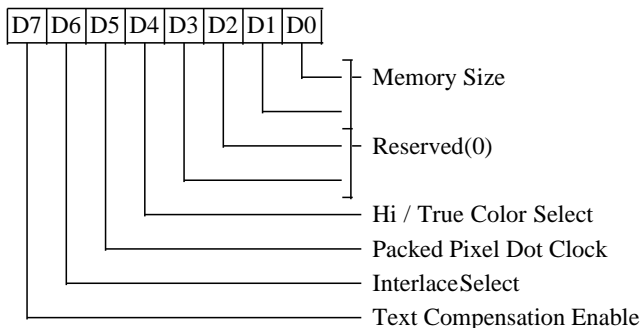 D7 D6 D5 D4 D3 D2 D1 D0
Memory Size
Reserved(0)
Hi / True Color Select
Packed Pixel Dot Clock
InterlaceSelect
Text Compensation Enable